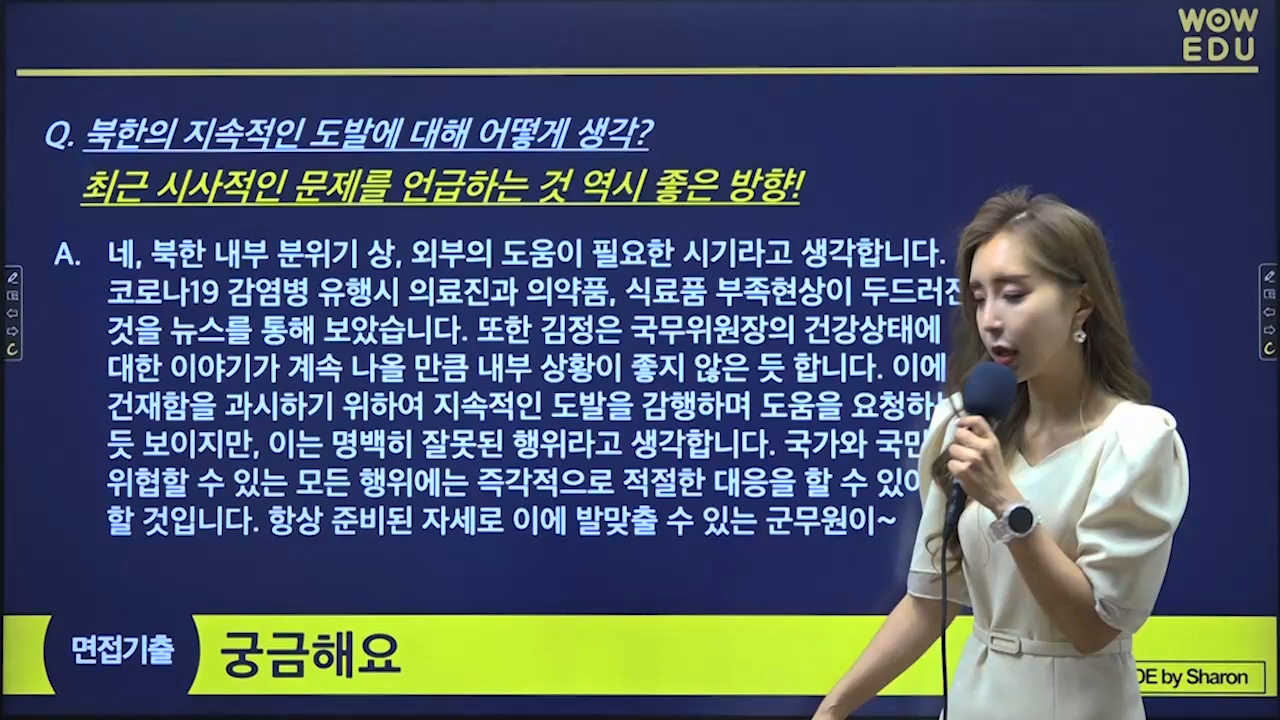 WOW
EDU
Q. 북한의 지속적인 도발에 대해 어떻게 생각?
최근 시사적인 문제를 언급하는 것 역시 좋은 방향!
A. 네, 북한 내부 분위기 상, 외부의 도움이 필요한 시기라고 생각합니다.
코로나19 감염병 유행시 의료진과 의약품, 식료품 부족현상이
것을 뉴스를 통해 보았습니다. 또한 김정은 국무위원장의 건강상태에
대한 이야기가 계속 나올 만큼 내부 상황이 좋지 않은 듯 합니다. 이에
건재함을 과시하기 위하여 지속적인 도발을 감행하며 도움을
듯 보이지만, 이는 명백히 잘못된 행위라고 생각합니다. 국가와
위협할 수 있는 모든 행위에는 즉각적으로 적절한 대응을 할 수
할 것입니다. 항상 준비된 자세로 이에 발맞출 수 있는 군무원이~
면접기출 궁금해요
by Sharon